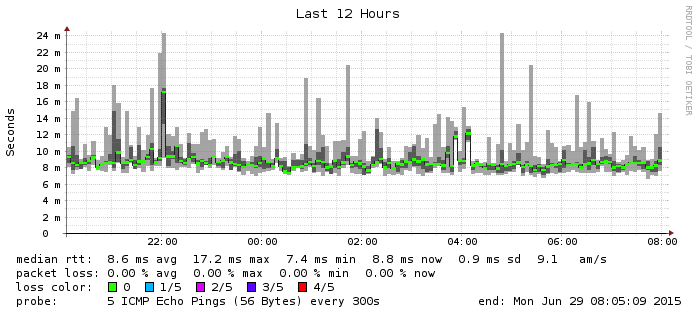 Last 12 Hours
RRDTOOL / TOBI OETIKER
Seconds
24 m
22 m
20 m
18 m
16 m
14 m
12 m
10 m
8 m
6 m
4 m
2 m
0
22:00 00:00 02:00 04:00 06:00 08:00
median rtt: 8.6 ms avg 17.2 ms max 7.4 ms min 8.8 ms now 0.9 ms sd 9.1 am/s
packet loss: 0.00 % avg 0.00 % max 0.00 % min 0.00 % now
loss color: 0 1/5 2/5 3/5 4/5
probe: 5 ICMP Echo Pings (56 Bytes) every 300s end: Mon Jun 29 08:05:09 2015